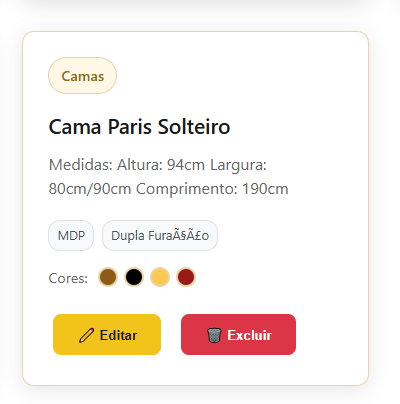 Camas
Cama Paris Solteiro
Medidas: Altura: 94cm Largura:
80cm/90cm Comprimento: 190cm
MDP
Dupla FuraÃ§Ã£o
Cores:
Editar
Excluir